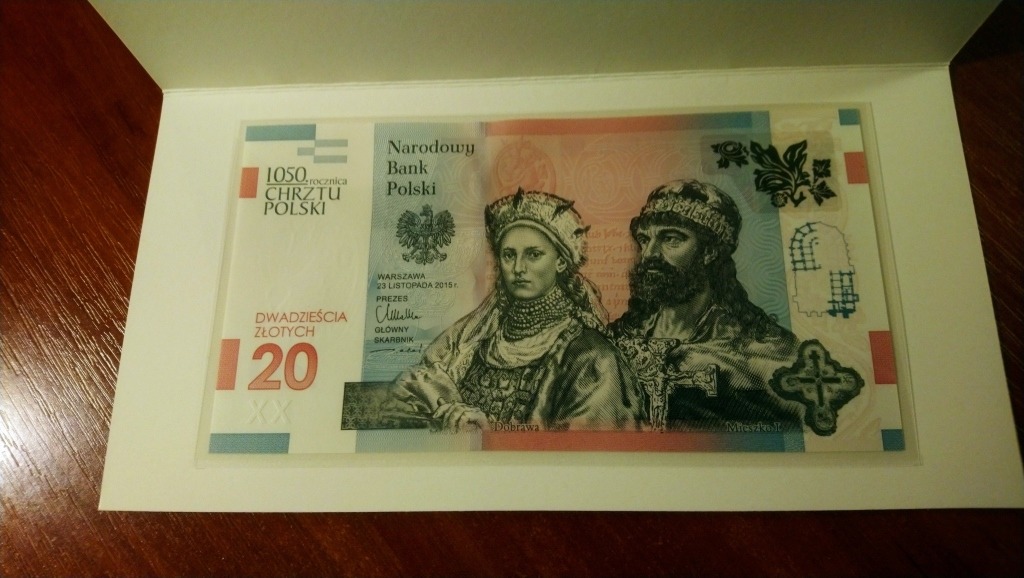 1050. rocznica
CHRZTU
POLSKI
Narodowy
Bank
Polski
WARSZAWA
23 LISTOPADA 2015 r.
PREZES
GŁÓWNY
SKARBNIK
DWADZIEŚCIA
ZŁOTYCH
20
XX
Dobrawa
Mieszko I